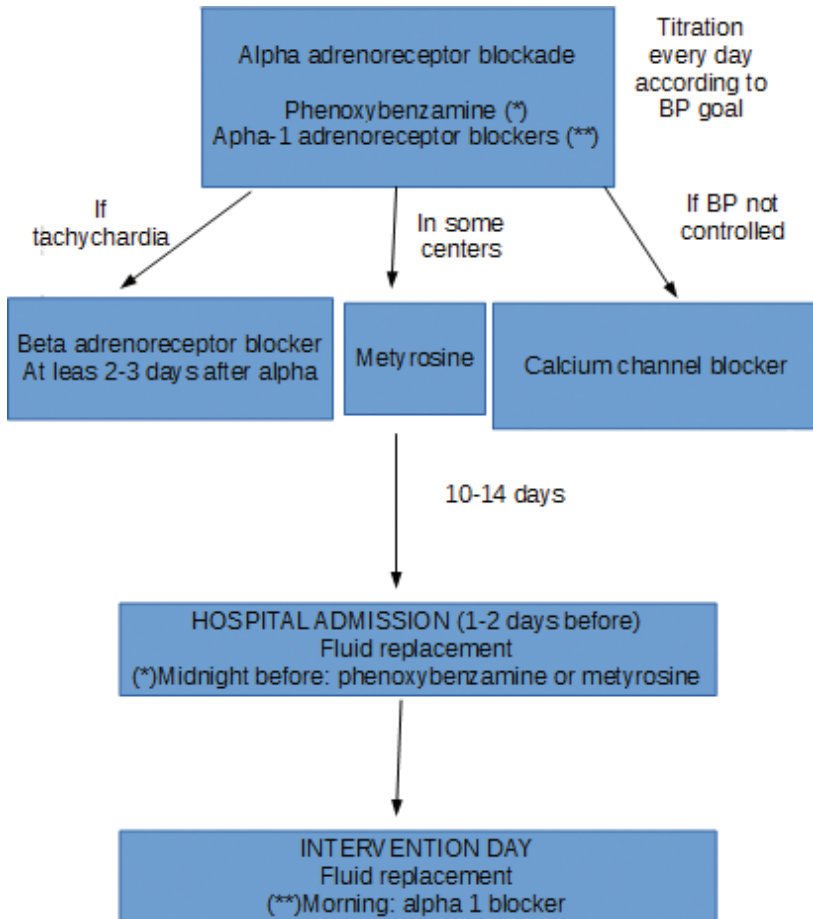 Alpha adrenoreceptor blockade
Phenoxybenzamine (*)
Apha-1 adrenoreceptor blockers (**)
Titration
every day
according to
BP goal
If
tachychardia
In some
centers
If BP not
controlled
Beta adrenoreceptor blocker
At leas 2-3 days after alpha
Metyrosine
Calcium channel blocker
10-14 days
HOSPITAL ADMISSION (1-2 days before)
Fluid replacement
(*)Midnight before: phenoxybenzamine or metyrosine
INTERVENTION DAY
Fluid replacement
(**)Morning: alpha 1 blocker